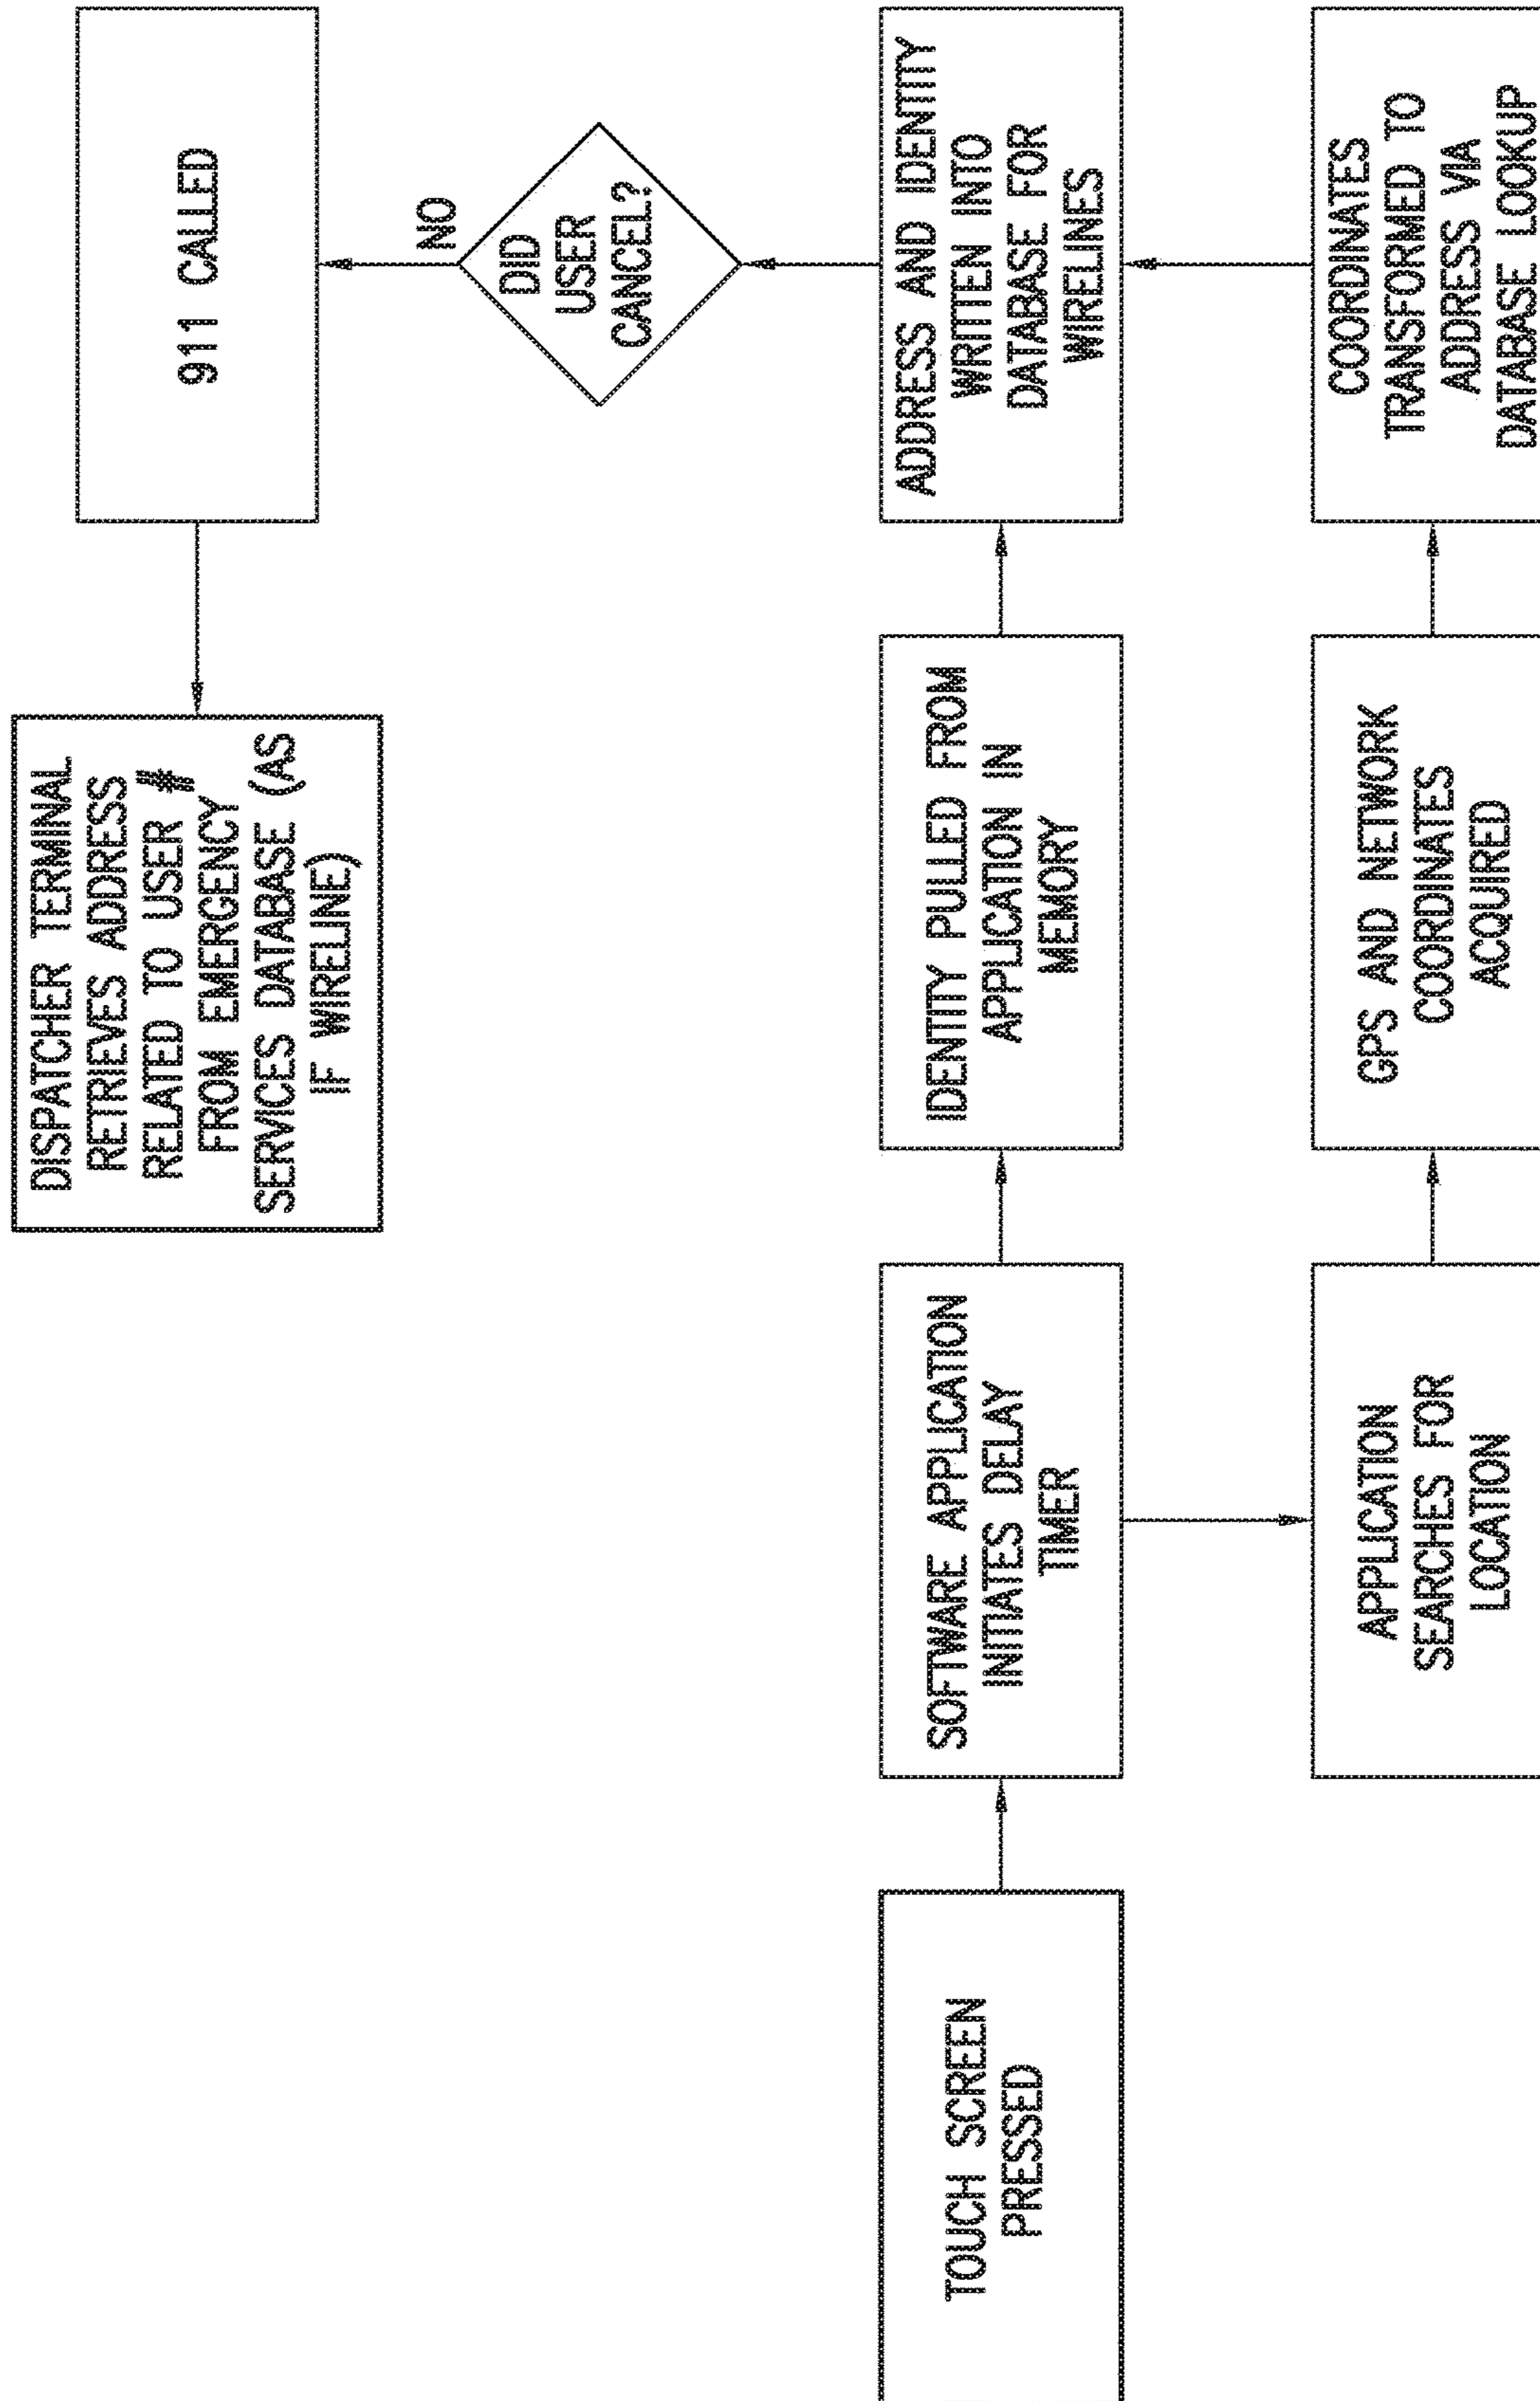 TOUCH SCREEN
PRESSED
SOFTWARE APPLICATION
INITIATES DELAY
TIMER
IDENTITY PULLED FROM
APPLICATION IN
MEMORY
APPLICATION
SEARCHES FOR
LOCATION
GPS AND NETWORK
COORDINATES
ACQUIRED
COORDINATES
TRANSFORMED TO
ADDRESS VIA
DATABASE LOOKUP
ADDRESS AND IDENTITY
WRITTEN INTO
DATABASE FOR
WIRELINES
DID
USER
CANCEL?
NO
911 CALLED
DISPATCHER TERMINAL
RETRIEVES ADDRESS
RELATED TO USER #
FROM EMERGENCY
SERVICES DATABASE (AS
IF WIRELINE)